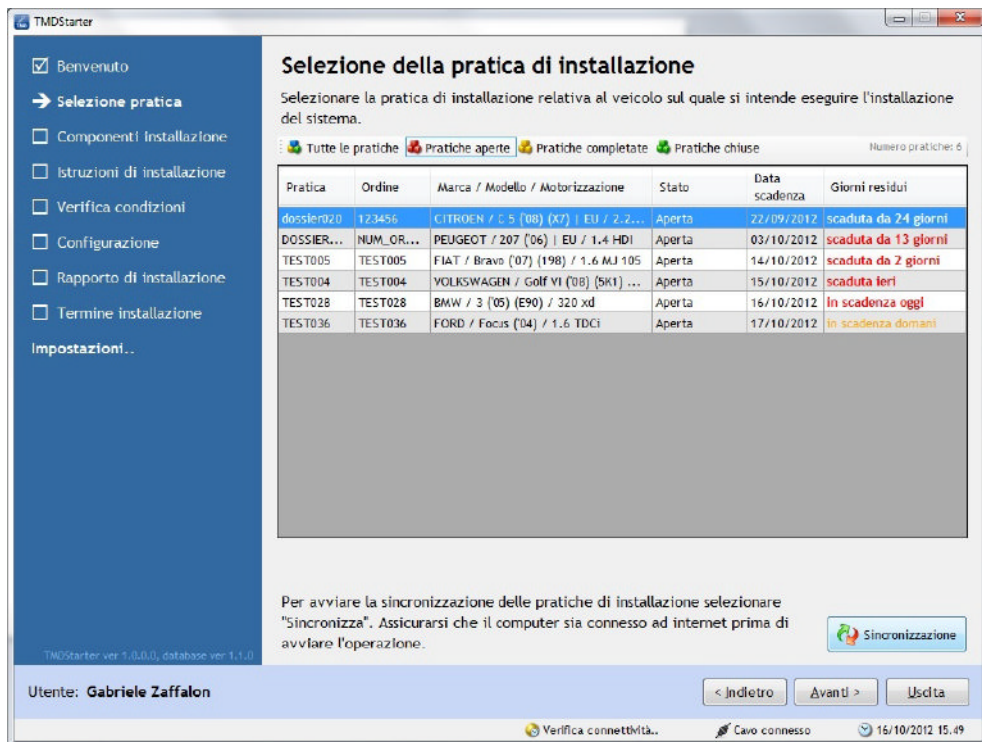 TMDStarter
Benvenuto
Selezione pratica
Componenti installazione
Istruzioni di installazione
Verifica condizioni
Configurazione
Rapporto di installazione
Termine installazione
Impostazioni..
TMDStarter ver 1.0.0.0, database ver 1.1.0
Selezione della pratica di installazione
Selezionare la pratica di installazione relativa al veicolo sul quale si intende eseguire l'installazione
del sistema.
Tutte le pratiche Pratiche aperte Pratiche completate Pratiche chiuse Numero pratiche: 6
Pratica Ordine Marca / Modello / Motorizzazione Stato Data scadenza Giorni residui
dossier020 123456 CITROEN / C 5 ('08) (X7) | EU / 2.2... Aperta 22/09/2012 scaduta da 24 giorni
DOSSIER... NUM_OR... PEUGEOT / 207 ('06) | EU / 1.4 HDI Aperta 03/10/2012 scaduta da 13 giorni
TEST005 TEST005 FIAT / Bravo ('07) (198) / 1.6 MJ 105 Aperta 14/10/2012 scaduta da 2 giorni
TEST004 TEST004 VOLKSWAGEN / Golf VI ('08) (5K1) ... Aperta 15/10/2012 scaduta ieri
TEST028 TEST028 BMW / 3 ('05) (E90) / 320 xd Aperta 16/10/2012 in scadenza oggi
TEST036 TEST036 FORD / Focus ('04) / 1.6 TDCi Aperta 17/10/2012 in scadenza domani
Per avviare la sincronizzazione delle pratiche di installazione selezionare
"Sincronizza". Assicurarsi che il computer sia connesso ad internet prima di
avviare l'operazione.
Sincronizzazione
Utente: Gabriele Zaffalon
< Indietro Avanti > Uscita
Verifica connettività.. Cavo connesso 16/10/2012 15.49